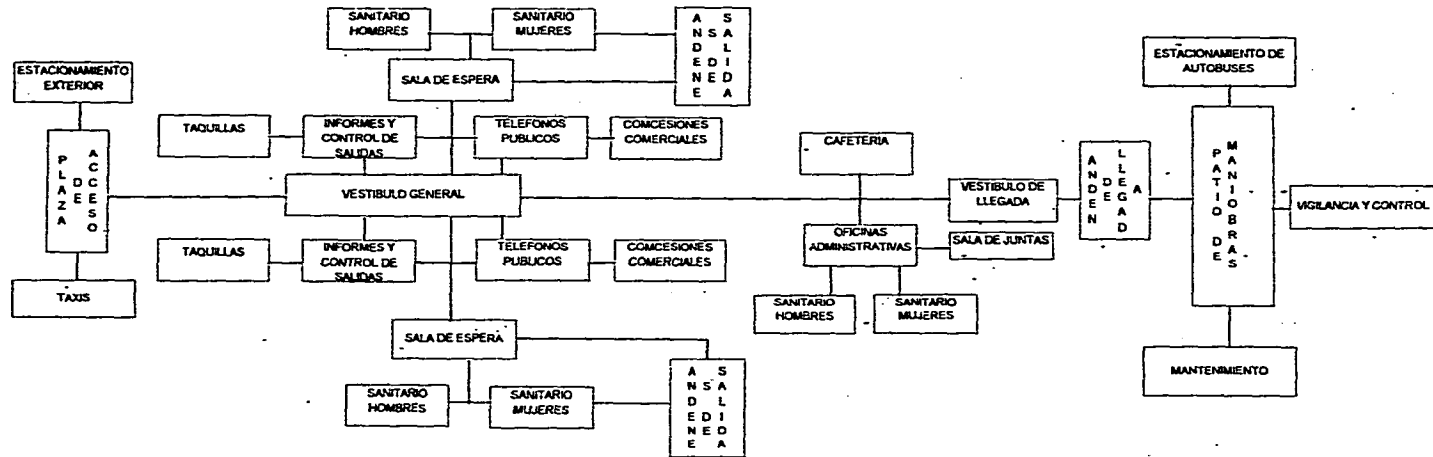 SANITARIO
HOMBRES
SANITARIO
MUJERES
ANDENES DE SALIDA
SALA DE ESPERA
ESTACIONAMIENTO
EXTERIOR
ESTACIONAMIENTO DE
AUTOBUSES
TAQUILLAS
INFORMES Y
CONTROL DE
SALIDAS
TELEFONOS
PUBLICOS
COMCESIONES
COMERCIALES
CAFETERIA
PLAZA DE ACCESO
VESTIBULO GENERAL
VESTIBULO DE
LLEGADA
ANDEN DE LLEGADA
PATIO DE MANIOBRAS
VIGILANCIA Y CONTROL
TAQUILLAS
INFORMES Y
CONTROL DE
SALIDAS
TELEFONOS
PUBLICOS
COMCESIONES
COMERCIALES
OFICINAS
ADMINISTRATIVAS
SALA DE JUNTAS
TAXIS
SANITARIO
HOMBRES
SANITARIO
MUJERES
SALA DE ESPERA
MANTENIMIENTO
SANITARIO
HOMBRES
SANITARIO
MUJERES
ANDENES DE SALIDA